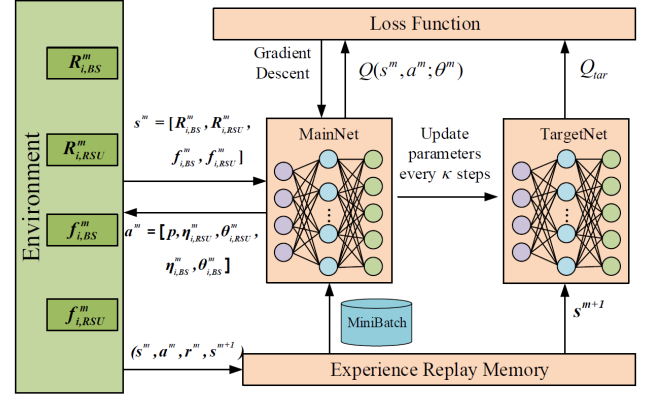 Loss Function
Environment
R^m_{i,BS}
R^m_{i,RSU}
f^m_{i,BS}
f^m_{i,RSU}
Gradient
Descent
Q(s^m, a^m; θ^m)
Q_{tar}
s^m = [R^m_{i,BS}, R^m_{i,RSU},
f^m_{i,BS}, f^m_{i,RSU}]
a^m = [p, η^m_{i,RSU}, θ^m_{i,RSU},
η^m_{i,BS}, θ^m_{i,BS}]
MainNet
Update
parameters
every κ steps
TargetNet
MiniBatch
s^{m+1}
(s^m, a^m, r^m, s^{m+1})
Experience Replay Memory